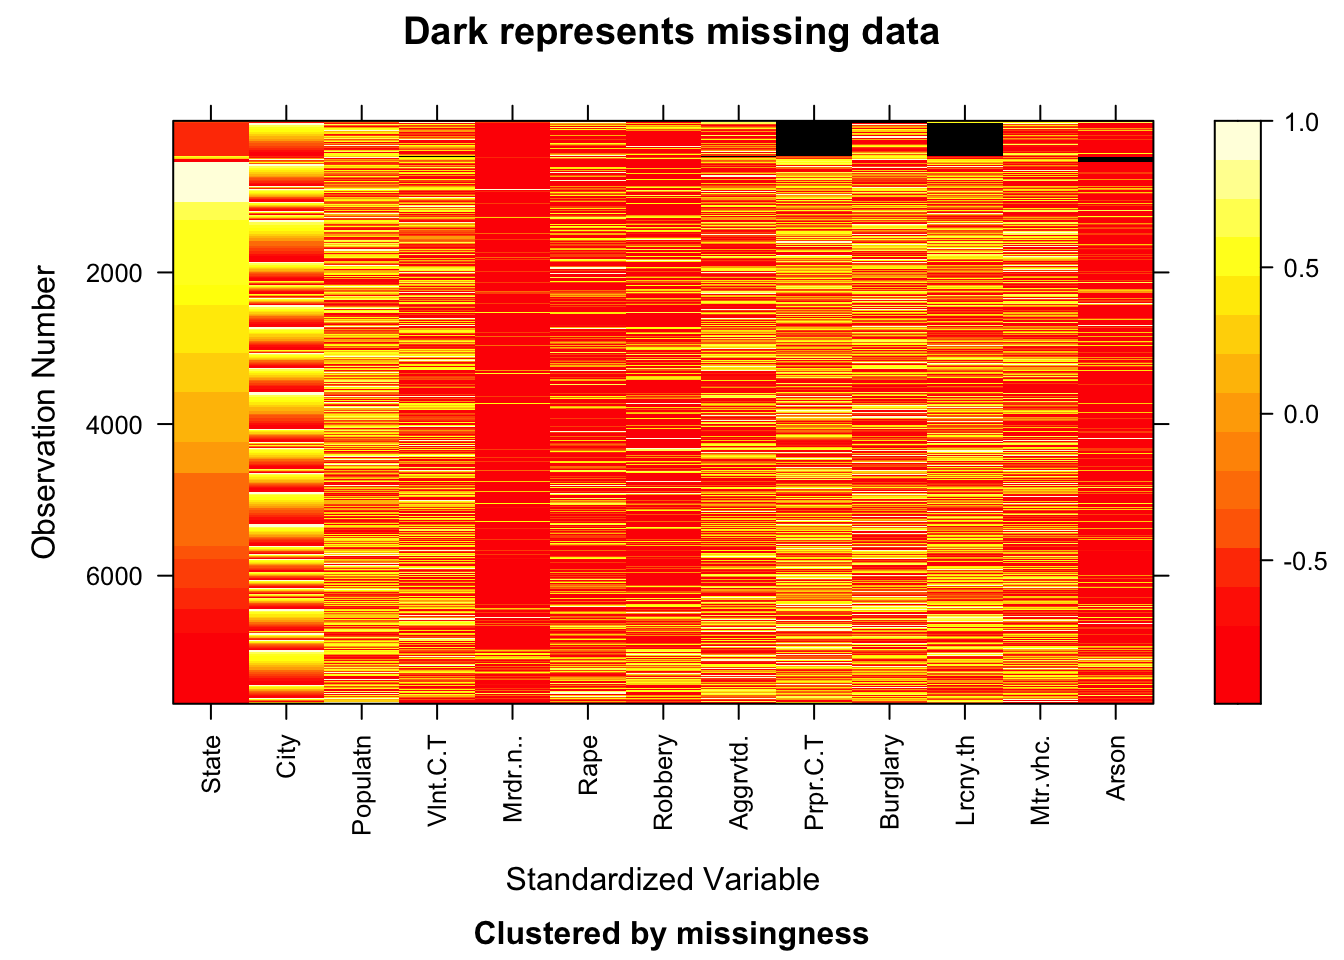 Dark represents missing data
Observation Number
2000
4000
6000
1.0
0.5
0.0
-0.5
State
City
Populatn
Vlnt.C.T
Mrdr.n..
Rape
Robbery
Aggrvtd.
Prpr.C.T
Burglary
Lrcny.th
Mtr.vhc.
Arson
Standardized Variable
Clustered by missingness